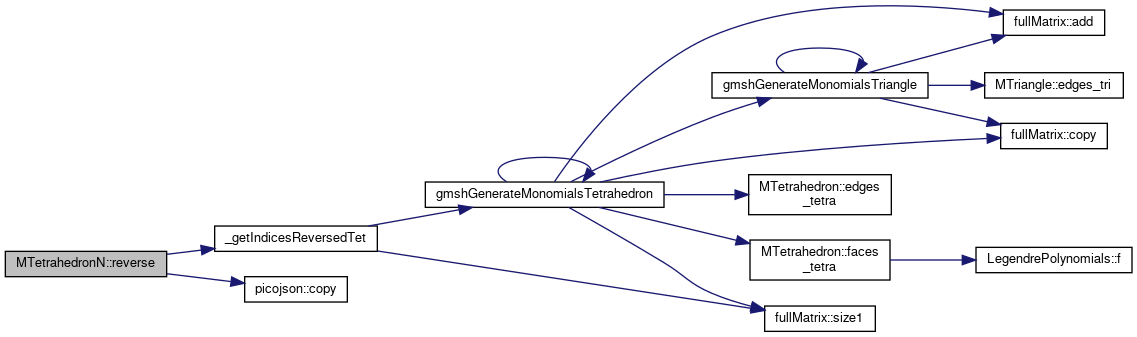 MTetrahedronN::reverse
_getIndicesReversedTet
picojson::copy
gmshGenerateMonomialsTetrahedron
fullMatrix::add
gmshGenerateMonomialsTriangle
MTriangle::edges_tri
fullMatrix::copy
MTetrahedron::edges
_tetra
MTetrahedron::faces
_tetra
LegendrePolynomials::f
fullMatrix::size1